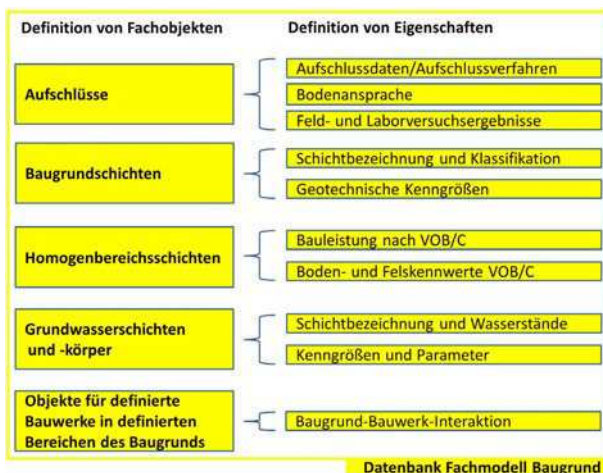 Definition von Fachobjekten
Definition von Eigenschaften
Aufschlüsse
Aufschlussdaten/Aufschlussverfahren
Bodenansprache
Feld- und Laborversuchsergebnisse
Baugrundschichten
Schichtbezeichnung und Klassifikation
Geotechnische Kenngrößen
Homogenbereichsschichten
Bauleistung nach VOB/C
Boden- und Felskennwerte VOB/C
Grundwasserschichten
und -körper
Schichtbezeichnung und Wasserstände
Kenngrößen und Parameter
Objekte für definierte
Bauwerke in definierten
Bereichen des Baugrunds
Baugrund-Bauwerk-Interaktion
Datenbank Fachmodell Baugrund